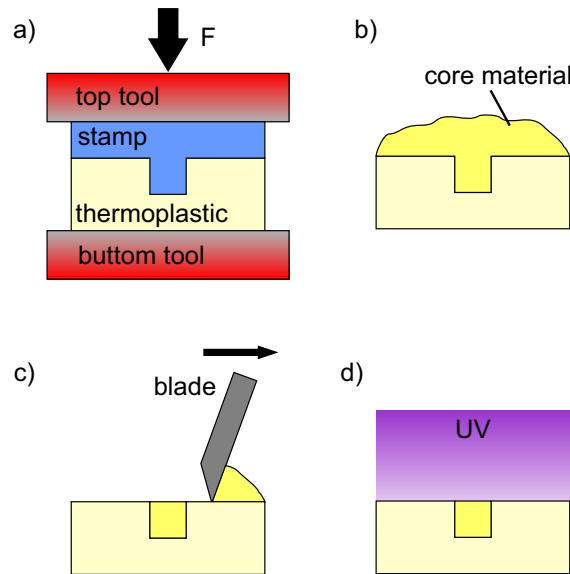 a)
F
top tool
stamp
thermoplastic
buttom tool
b)
core material
c)
blade
d)
UV